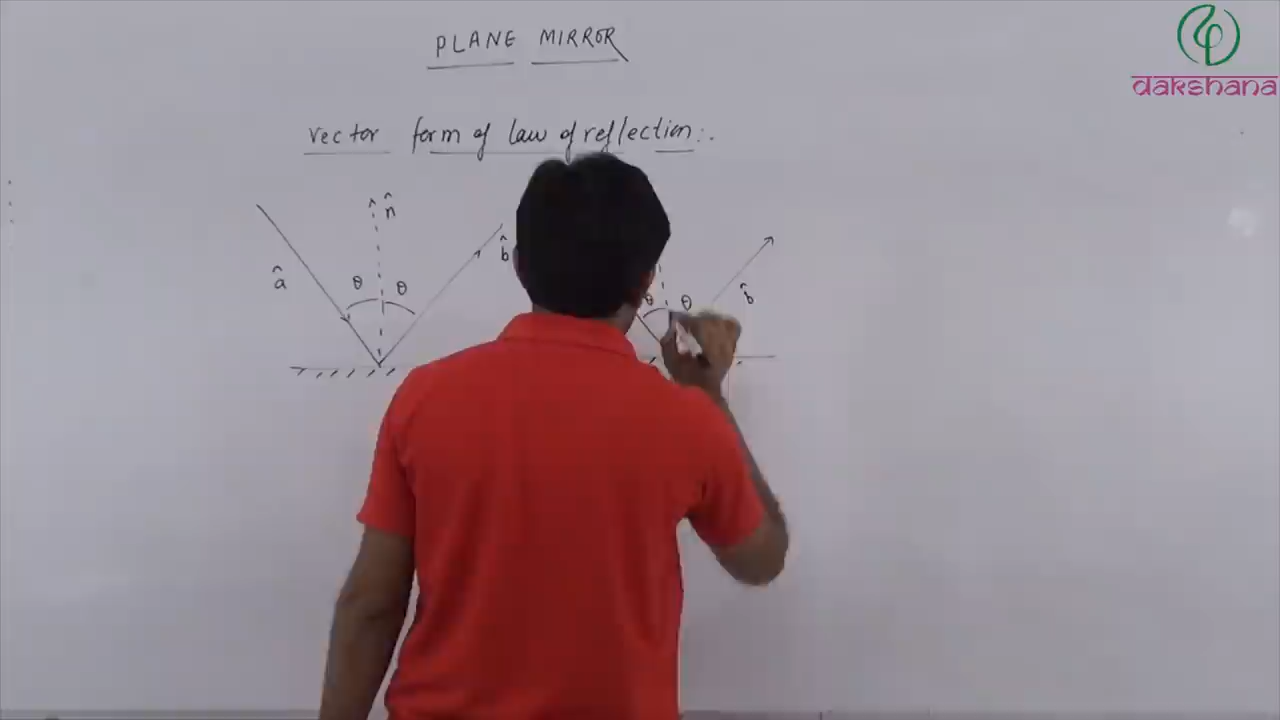 dakshana
PLANE MIRROR
vector form of law of reflection:.
n̂
â θ θ b̂
θ θ b̂